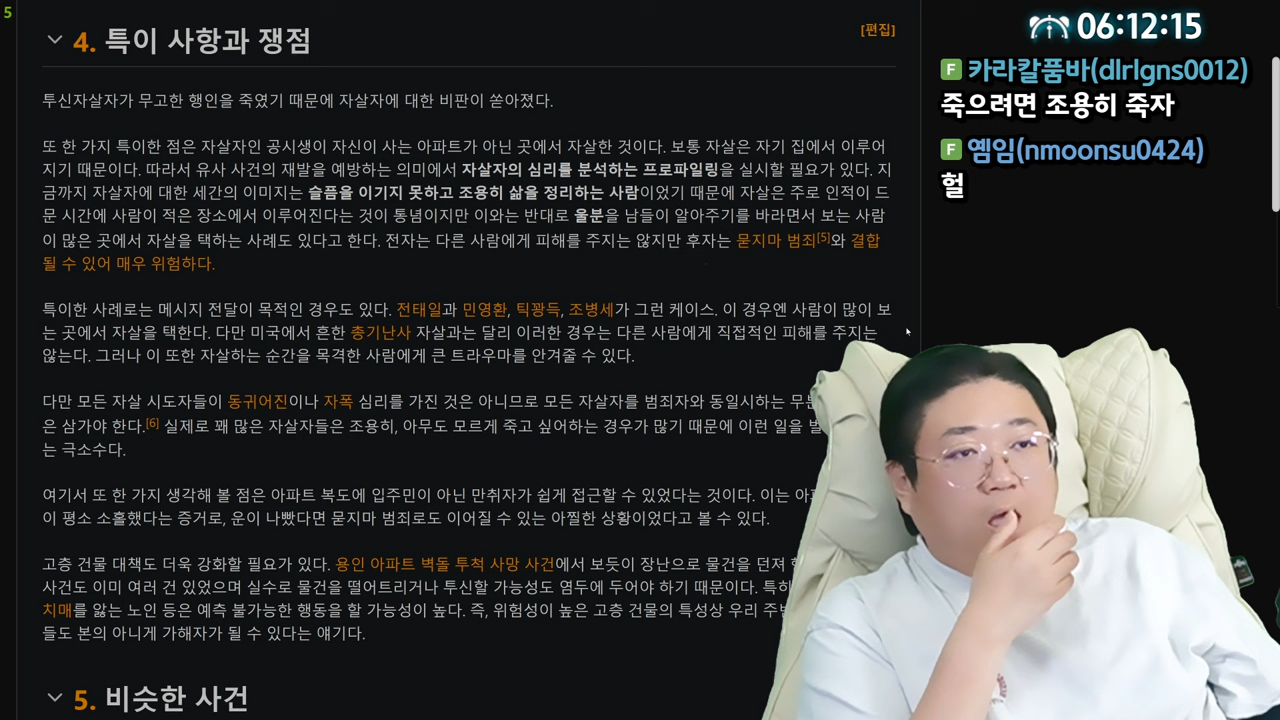 5
4. 특이 사항과 쟁점
[편집]
투신자살자가 무고한 행인을 죽였기 때문에 자살자에 대한 비판이 쏟아졌다.
또 한 가지 특이한 점은 자살자인 공시생이 자신이 사는 아파트가 아닌 곳에서 자살한 것이다. 보통 자살은 자기 집에서 이루어
지기 때문이다. 따라서 유사 사건의 재발을 예방하는 의미에서 자살자의 심리를 분석하는 프로파일링을 실시할 필요가 있다. 지
금까지 자살자에 대한 세간의 이미지는 슬픔을 이기지 못하고 조용히 삶을 정리하는 사람이었기 때문에 자살은 주로 인적이 드
문 시간에 사람이 적은 장소에서 이루어진다는 것이 통념이지만 이와는 반대로 울분을 남들이 알아주기를 바라면서 보는 사람
이 많은 곳에서 자살을 택하는 사례도 있다고 한다. 전자는 다른 사람에게 피해를 주지는 않지만 후자는 묻지마 범죄[5]와 결합
될 수 있어 매우 위험하다.
특이한 사례로는 메시지 전달이 목적인 경우도 있다. 전태일과 민영환, 틱꽝득, 조병세가 그런 케이스. 이 경우엔 사람이 많이 보
는 곳에서 자살을 택한다. 다만 미국에서 흔한 총기난사 자살과는 달리 이러한 경우는 다른 사람에게 직접적인 피해를 주지는
않는다. 그러나 이 또한 자살하는 순간을 목격한 사람에게 큰 트라우마를 안겨줄 수 있다.
다만 모든 자살 시도자들이 동귀어진이나 자폭 심리를 가진 것은 아니므로 모든 자살자를 범죄자와 동일시하는
은 삼가야 한다.[6] 실제로 꽤 많은 자살자들은 조용히, 아무도 모르게 죽고 싶어하는 경우가 많기 때문에 이런 일을
는 극소수다.
여기서 또 한 가지 생각해 볼 점은 아파트 복도에 입주민이 아닌 만취자가 쉽게 접근할 수 있었다는 것이다. 이는
이 평소 소홀했다는 증거로, 운이 나빴다면 묻지마 범죄로도 이어질 수 있는 아찔한 상황이었다고 볼 수 있다.
고층 건물 대책도 더욱 강화할 필요가 있다. 용인 아파트 벽돌 투척 사망 사건에서 보듯이 장난으로 물건을 던져
사건도 이미 여러 건 있었으며 실수로 물건을 떨어트리거나 투신할 가능성도 염두에 두어야 하기 때문이다. 특히
치매를 앓는 노인 등은 예측 불가능한 행동을 할 가능성이 높다. 즉, 위험성이 높은 고층 건물의 특성상 우리
들도 본의 아니게 가해자가 될 수 있다는 얘기다.
5. 비슷한 사건
06:12:15
F 카라칼품바(dlrlgns0012)
죽으려면 조용히 죽자
F 옘임(nmoonsu0424)
헐